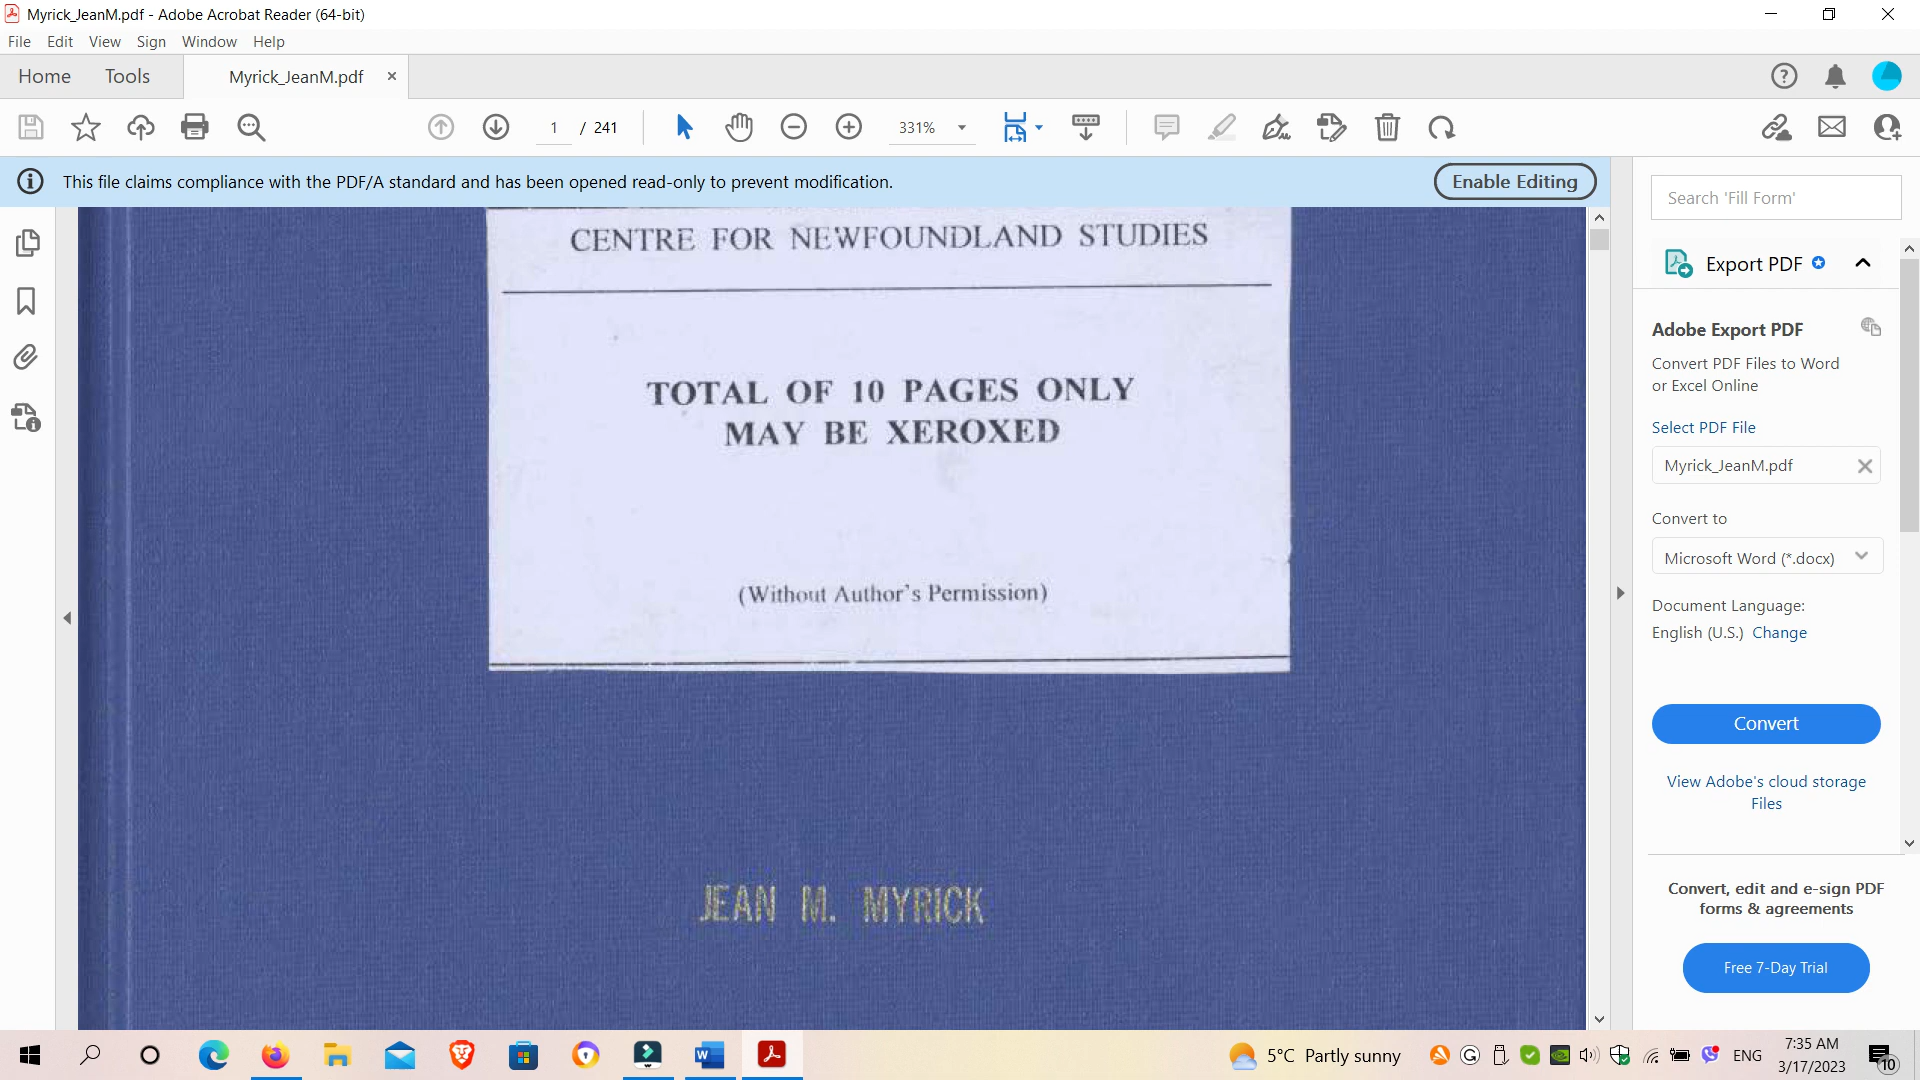 Myrick_JeanM.pdf - Adobe Acrobat Reader (64-bit)
File Edit View Sign Window Help
Home Tools Myrick_JeanM.pdf
1 / 241 331%
This file claims compliance with the PDF/A standard and has been opened read-only to prevent modification.
Enable Editing
CENTRE FOR NEWFOUNDLAND STUDIES
TOTAL OF 10 PAGES ONLY
MAY BE XEROXED
(Without Author's Permission)
JEAN M. MYRICK
Search 'Fill Form'
Export PDF
Adobe Export PDF
Convert PDF Files to Word
or Excel Online
Select PDF File
Myrick_JeanM.pdf
Convert to
Microsoft Word (*.docx)
Document Language:
English (U.S.) Change
Convert
View Adobe's cloud storage
Files
Convert, edit and e-sign PDF
forms & agreements
Free 7-Day Trial
5°C Partly sunny
ENG
7:35 AM
3/17/2023
10